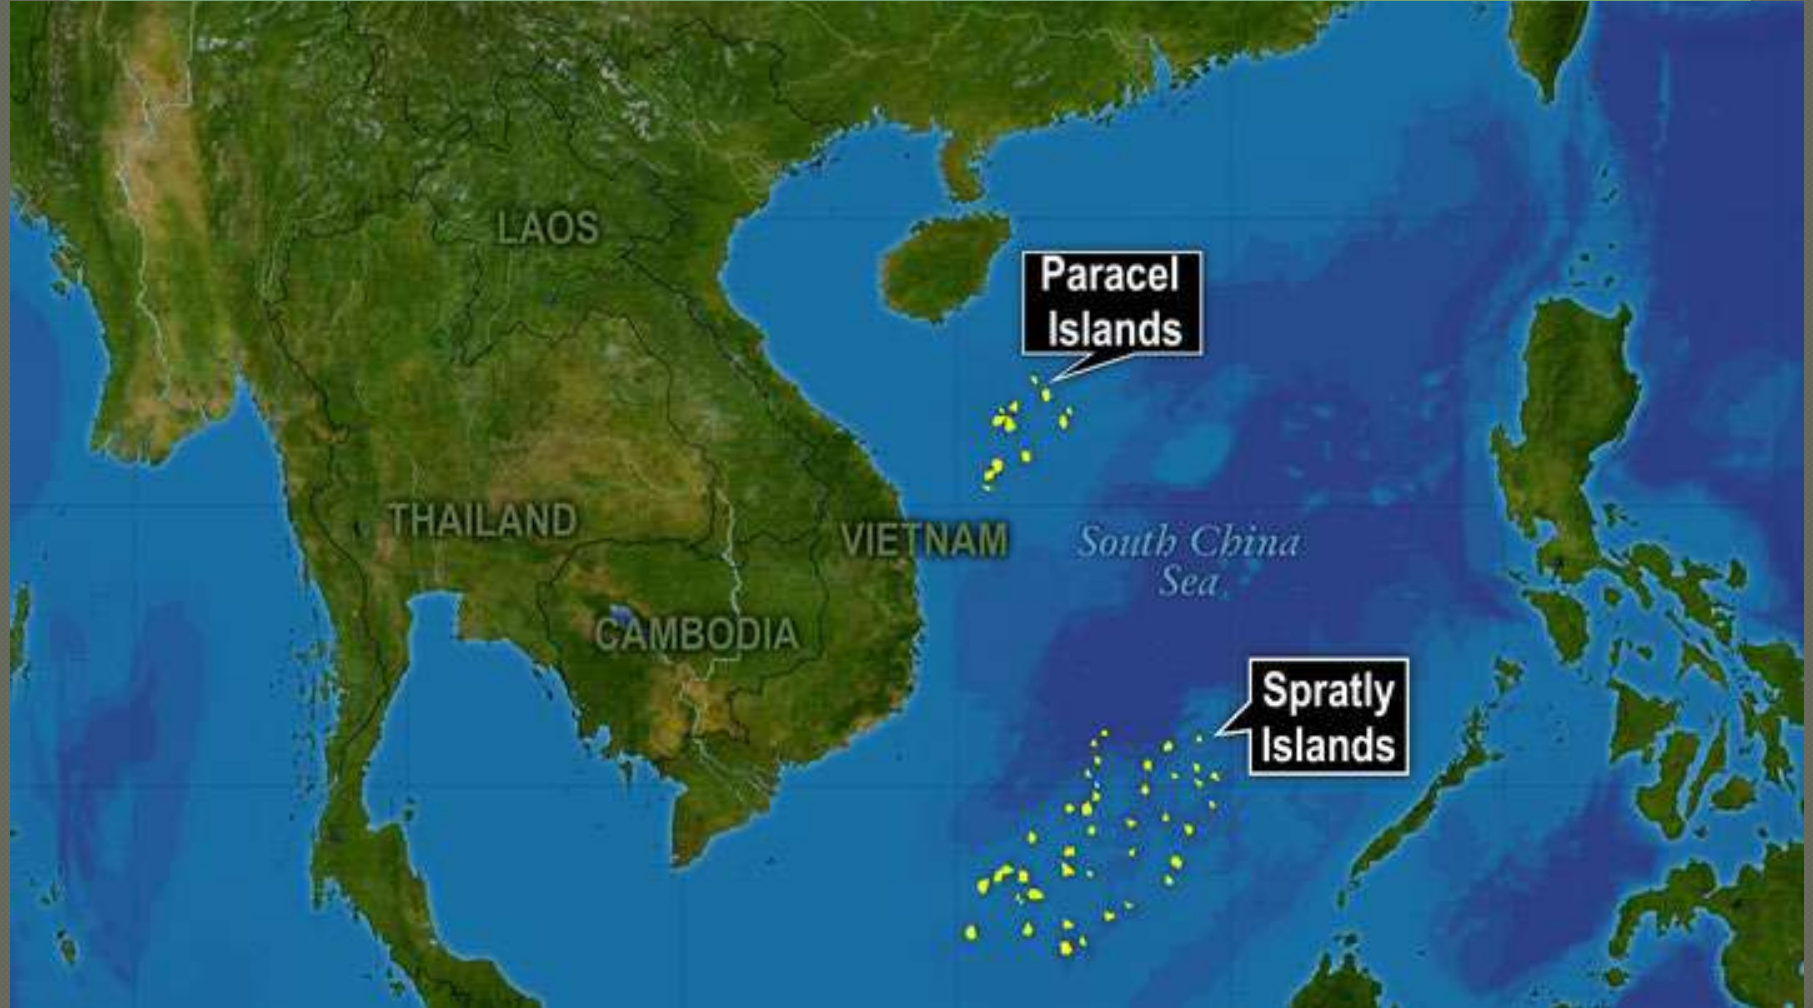 LAOS
Paracel
Islands
THAILAND
VIETNAM
South China
Sea
CAMBODIA
Spratly
Islands